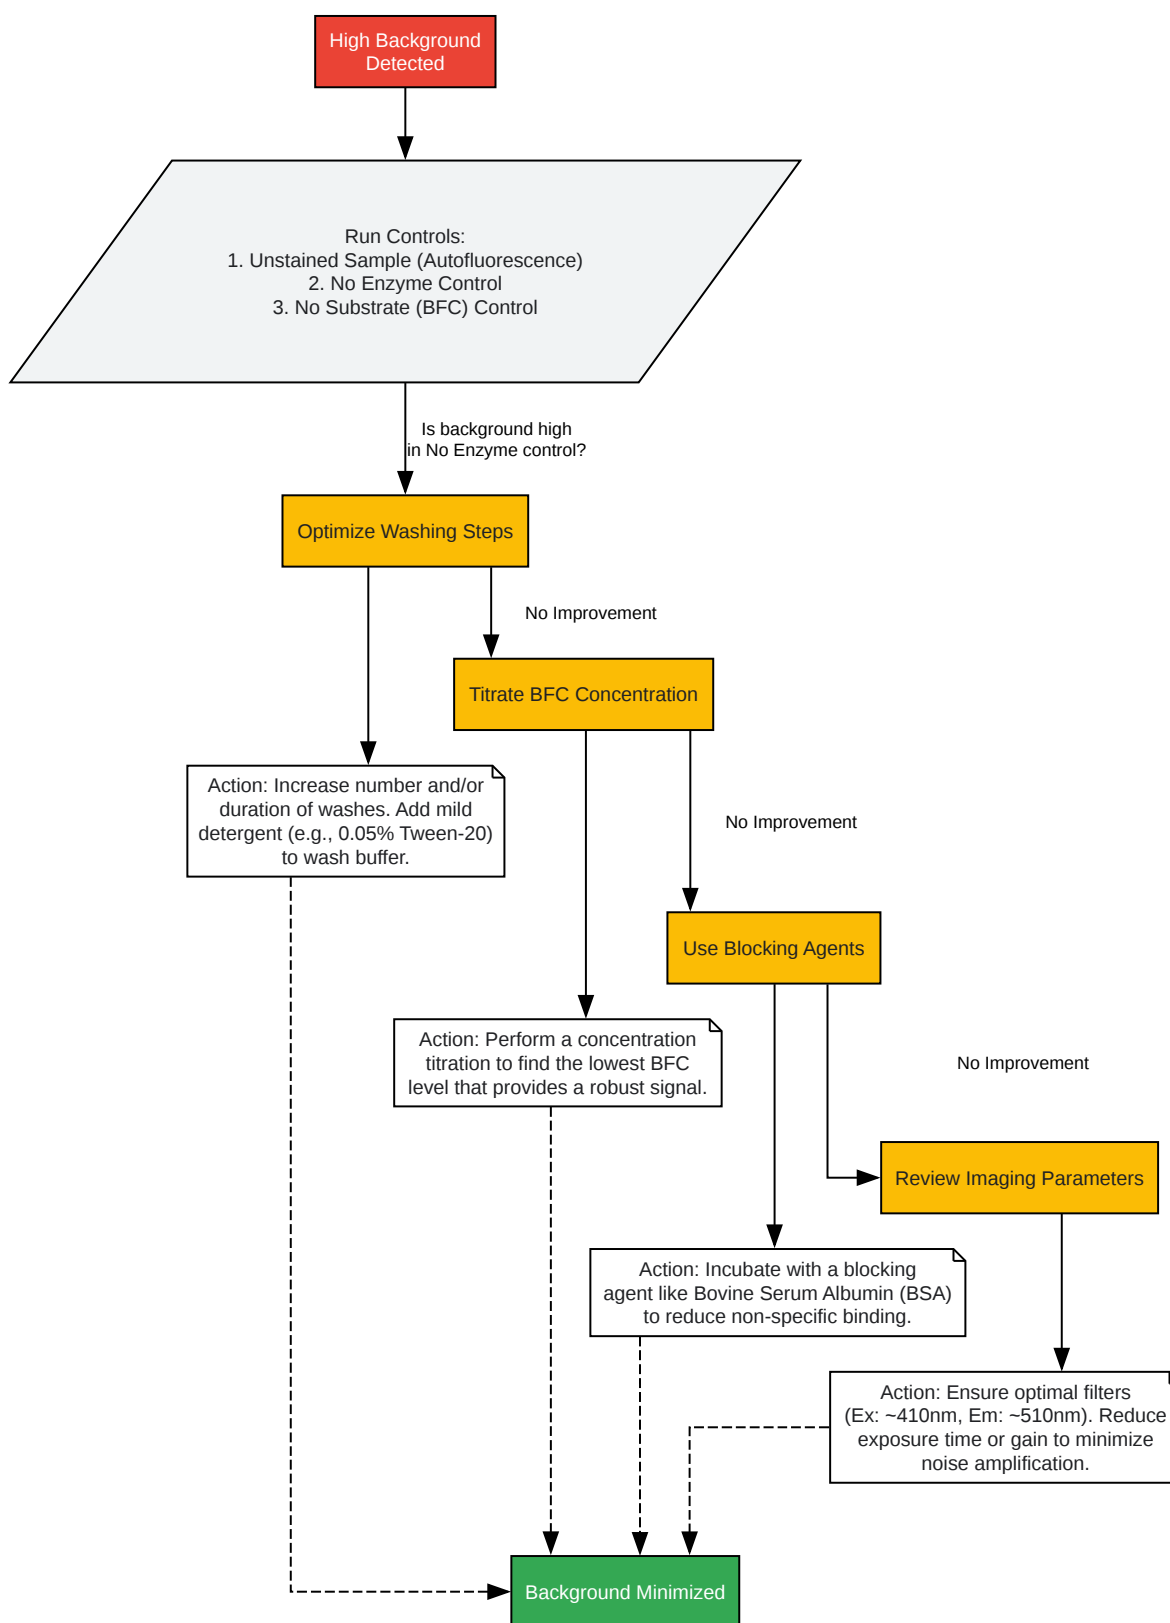 High Background
Detected
Run Controls:
1. Unstained Sample (Autofluorescence)
2. No Enzyme Control
3. No Substrate (BFC) Control
Is background high
in No Enzyme control?
Optimize Washing Steps
No Improvement
Titrate BFC Concentration
Action: Increase number and/or
duration of washes. Add mild
detergent (e.g., 0.05% Tween-20)
to wash buffer.
No Improvement
Use Blocking Agents
Action: Perform a concentration
titration to find the lowest BFC
level that provides a robust signal.
No Improvement
Review Imaging Parameters
Action: Incubate with a blocking
agent like Bovine Serum Albumin (BSA)
to reduce non-specific binding.
Action: Ensure optimal filters
(Ex: ~410nm, Em: ~510nm). Reduce
exposure time or gain to minimize
noise amplification.
Background Minimized